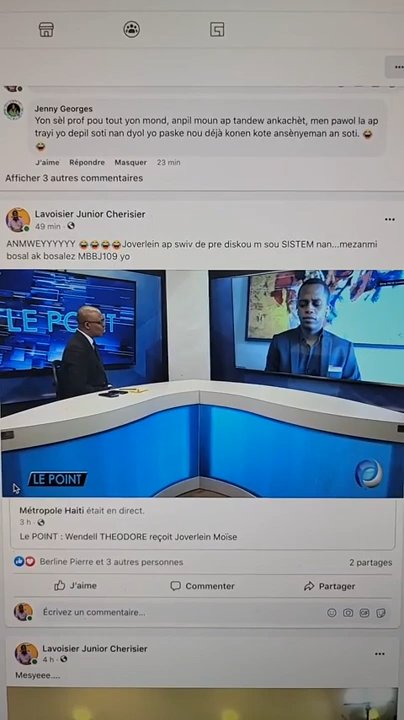 Jenny Georges
Yon sèl prof pou tout yon mond, anpil moun ap tandew ankachèt, men pawol la ap
trayi yo depil soti nan dyol yo paske nou déjà konen kote ansènyeman an soti. 😂
😂
J'aime Répondre Masquer 23 min
Afficher 3 autres commentaires
Lavoisier Junior Cherisier
49 min ·
ANMWEYYYYYY 😂😂😂😂Joverlein ap swiv de pre diskou m sou SISTEM nan...mezanmi
bosal ak bosalez MBBJ109 yo
LE POINT
LE POINT
Métropole Haiti était en direct.
3 h ·
Le POINT : Wendell THEODORE reçoit Joverlein Moïse
Berline Pierre et 3 autres personnes 2 partages
J'aime Commenter Partager
Écrivez un commentaire...
Lavoisier Junior Cherisier
4 h ·
Mesyeee....